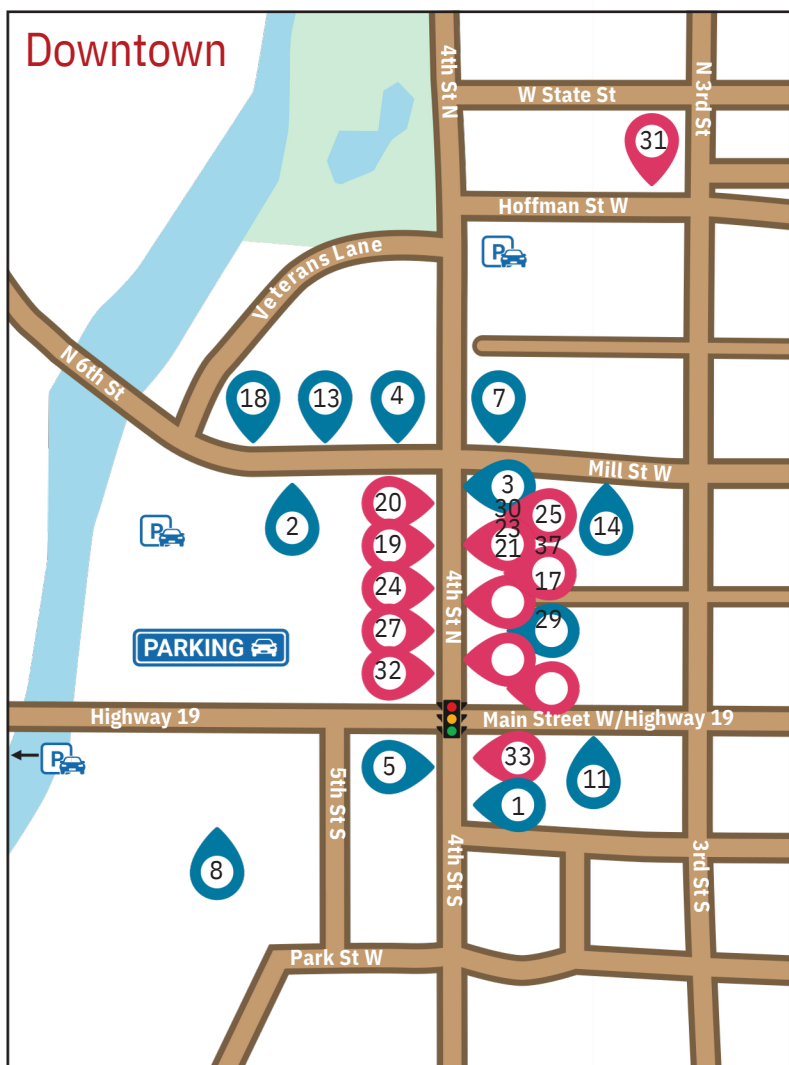 Downtown
4th St N
N 3rd St
W State St
31
Hoffman St W
P
Veterans Lane
N 6th St
18
13
4
7
Mill St W
3
20
30
25
23
2
14
P
19
21
37
4th St N
24
17
27
29
PARKING
32
Highway 19
Main Street W/Highway 19
P
5
33
11
5th St S
1
4th St S
3rd St S
8
Park St W